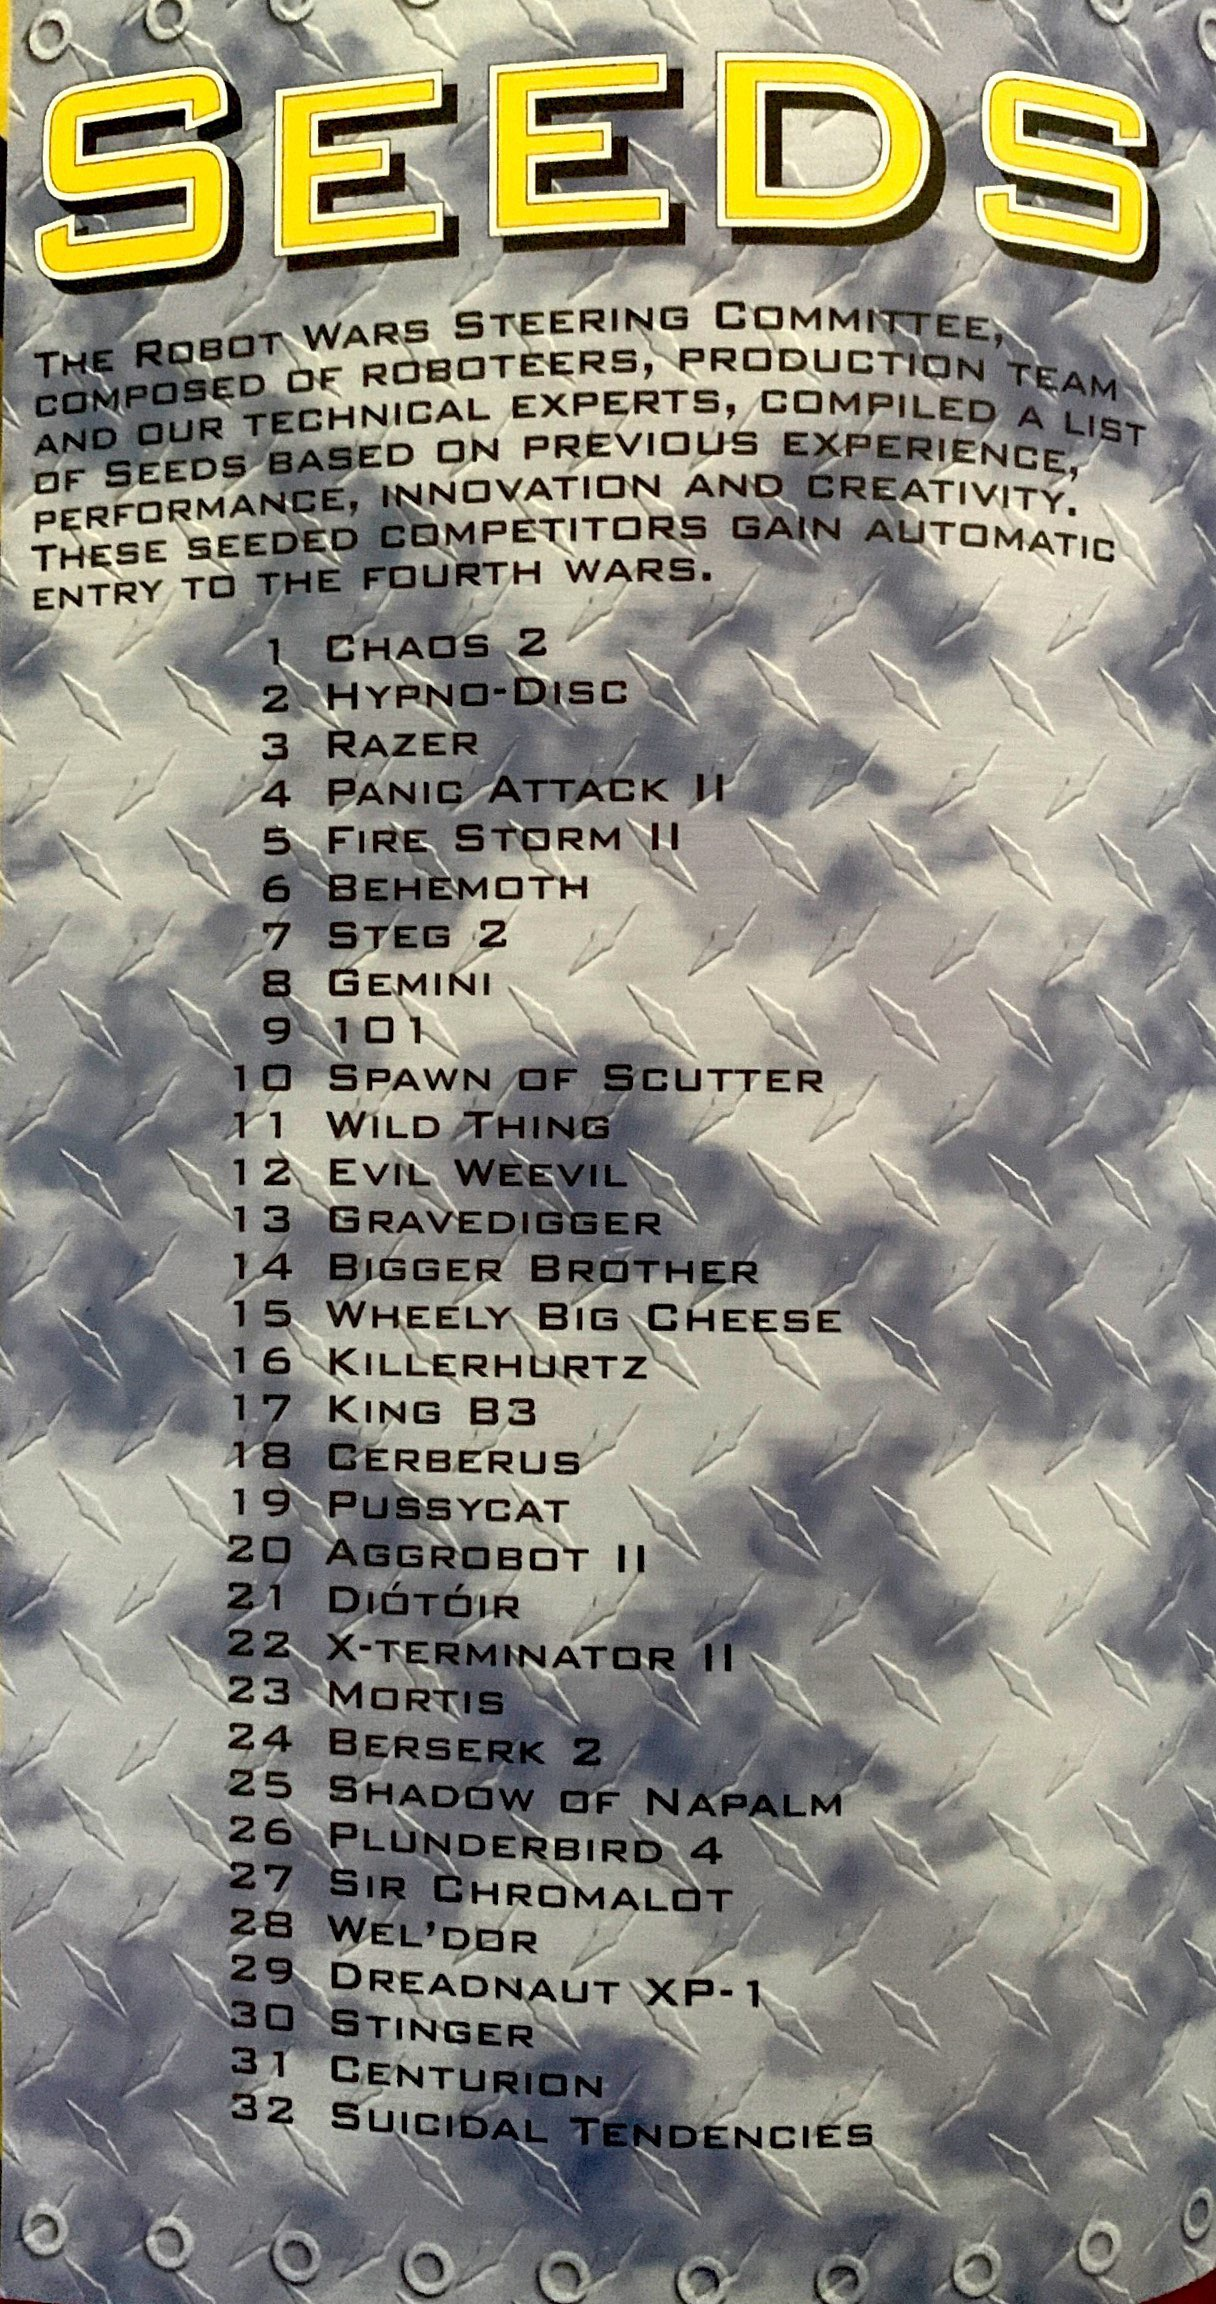 SEEDS
THE ROBOT WARS STEERING COMMITTEE,
COMPOSED OF ROBOTEERS, PRODUCTION TEAM
AND OUR TECHNICAL EXPERTS, COMPILED A LIST
OF SEEDS BASED ON PREVIOUS EXPERIENCE,
PERFORMANCE, INNOVATION AND CREATIVITY.
THESE SEEDED COMPETITORS GAIN AUTOMATIC
ENTRY TO THE FOURTH WARS.
1 CHAOS 2
2 HYPNO-DISC
3 RAZER
4 PANIC ATTACK II
5 FIRE STORM II
6 BEHEMOTH
7 STEG 2
8 GEMINI
9 101
10 SPAWN OF SCUTTER
11 WILD THING
12 EVIL WEEVIL
13 GRAVEDIGGER
14 BIGGER BROTHER
15 WHEELY BIG CHEESE
16 KILLERHURTZ
17 KING B3
18 CERBERUS
19 PUSSYCAT
20 AGGROBOT II
21 DIÓTÓIR
22 X-TERMINATOR II
23 MORTIS
24 BERSERK 2
25 SHADOW OF NAPALM
26 PLUNDERBIRD 4
27 SIR CHROMALOT
28 WEL'DOR
29 DREADNAUT XP-1
30 STINGER
31 CENTURION
32 SUICIDAL TENDENCIES